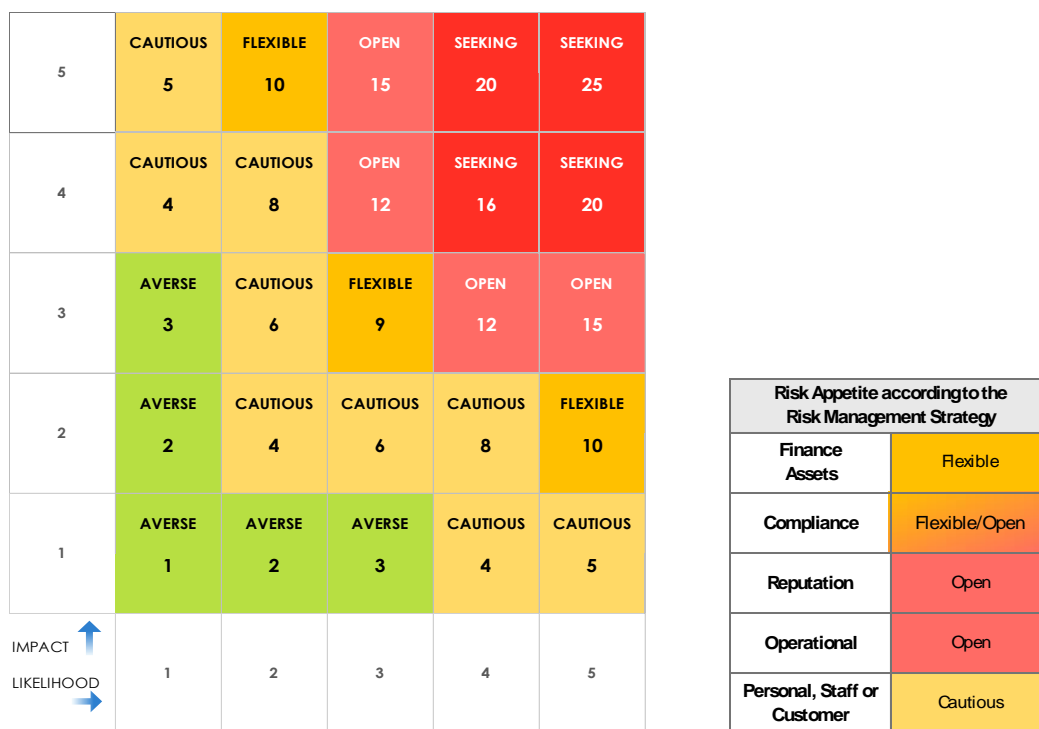 CAUTIOUS FLEXIBLE OPEN SEEKING SEEKING
5
5 10 15 20 25
CAUTIOUS CAUTIOUS OPEN SEEKING SEEKING
4
4 8 12 16 20
AVERSE CAUTIOUS FLEXIBLE OPEN OPEN
3
3 6 9 12 15
AVERSE CAUTIOUS CAUTIOUS CAUTIOUS FLEXIBLE
2
2 4 6 8 10
AVERSE AVERSE AVERSE CAUTIOUS CAUTIOUS
1
1 2 3 4 5
IMPACT
LIKELIHOOD
1 2 3 4 5
Risk Appetite according to the
Risk Management Strategy
Finance
Assets
Flexible
Compliance Flexible/Open
Reputation Open
Operational Open
Personal, Staff or
Customer
Cautious